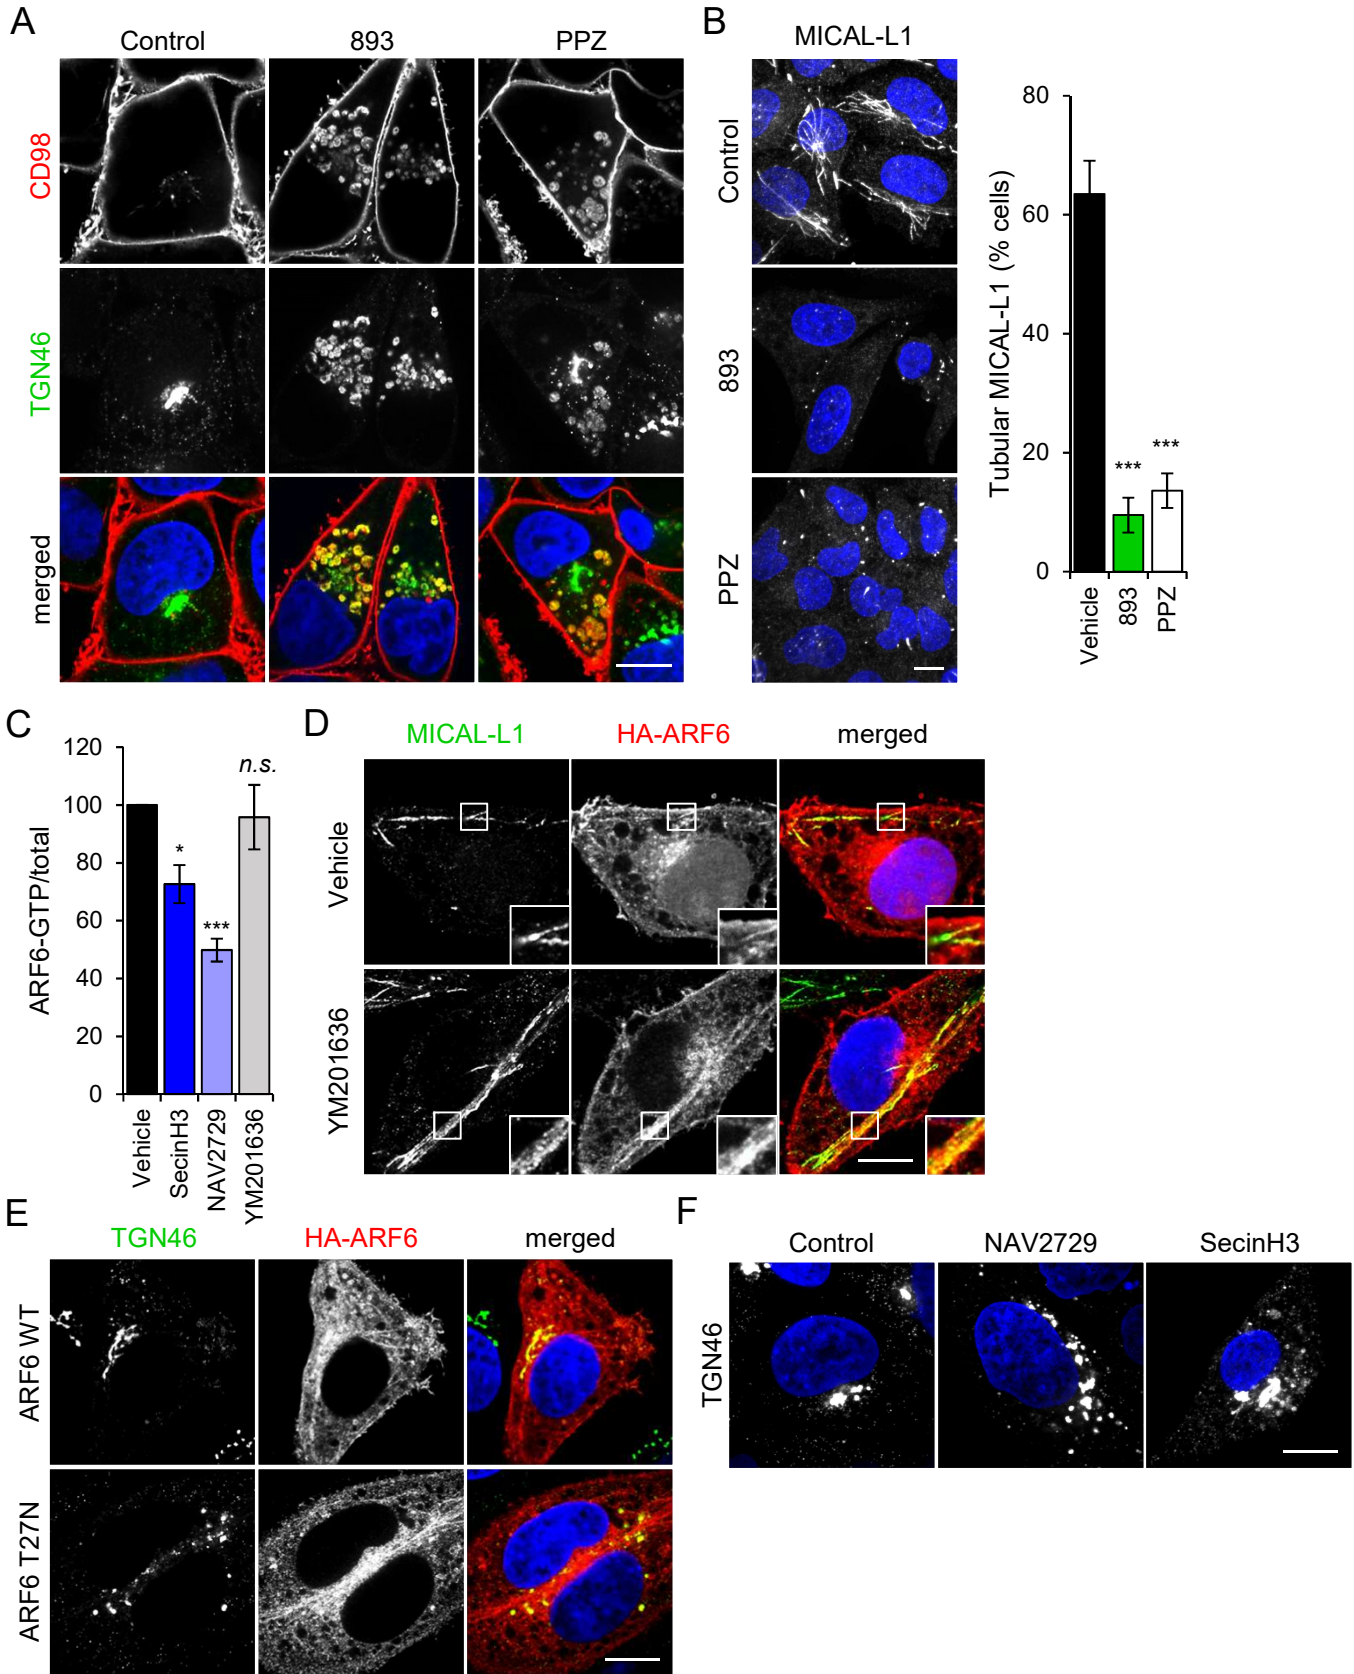 A
Control
893
PPZ
CD98
TGN46
merged
B
MICAL-L1
Control
893
PPZ
Tubular MICAL-L1 (% cells)
80
60
40
20
0
***
***
Vehicle
893
PPZ
C
ARF6-GTP/total
120
100
80
60
40
20
0
*
***
n.s.
Vehicle
SecinH3
NAV2729
YM201636
D
MICAL-L1
HA-ARF6
merged
Vehicle
YM201636
E
TGN46
HA-ARF6
merged
ARF6 WT
ARF6 T27N
F
Control
NAV2729
SecinH3
TGN46